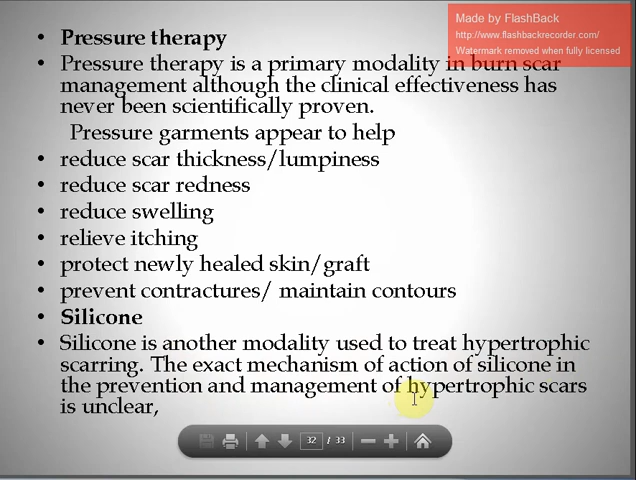 Made by FlashBack
http://www.flashbackrecorder.com/
Watermark removed when fully licensed
• Pressure therapy
• Pressure therapy is a primary modality in burn scar
management although the clinical effectiveness has
never been scientifically proven.
Pressure garments appear to help
• reduce scar thickness/lumpiness
• reduce scar redness
• reduce swelling
• relieve itching
• protect newly healed skin/graft
• prevent contractures/ maintain contours
• Silicone
• Silicone is another modality used to treat hypertrophic
scarring. The exact mechanism of action of silicone in
the prevention and management of hypertrophic scars
is unclear,
32 / 33